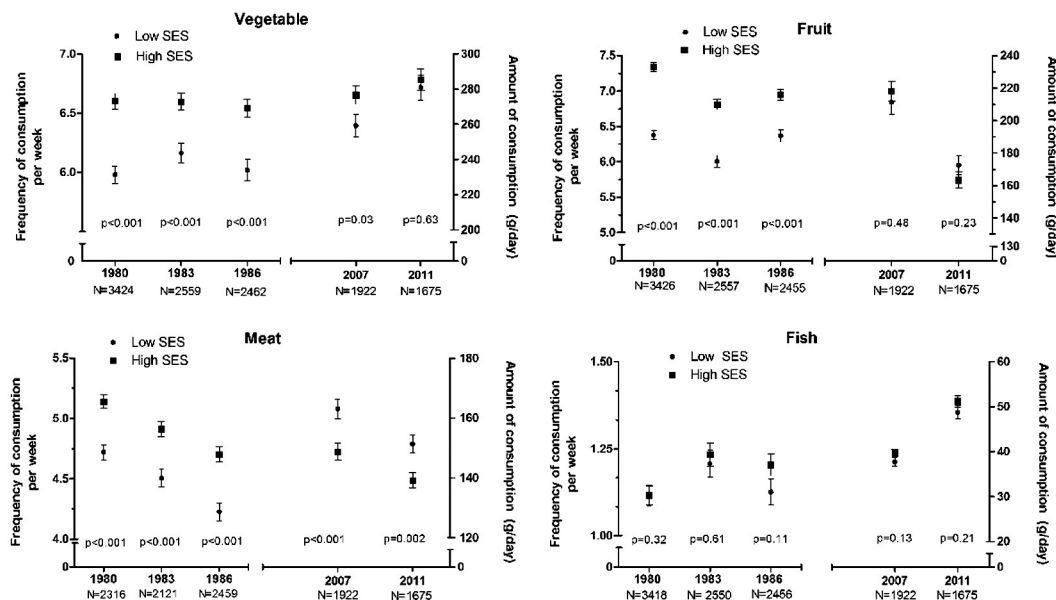 Vegetable
Low SES
High SES
Frequency of consumption
per week
7.0
6.5
6.0
0
300
280
260
240
220
200
0
Amount of consumption (g/day)
p<0.001 p<0.001 p<0.001 p=0.03 p=0.63
1980 1983 1986 2007 2011
N=3424 N=2559 N=2462 N=1922 N=1675
Fruit
Low SES
High SES
Frequency of consumption
per week
7.5
7.0
6.5
6.0
5.5
5.0
0
240
220
200
180
160
140
130
0
Amount of consumption (g/day)
p<0.001 p<0.001 p<0.001 p=0.48 p=0.23
1980 1983 1986 2007 2011
N=3426 N=2557 N=2455 N=1922 N=1675
Meat
Low SES
High SES
Frequency of consumption
per week
5.5
5.0
4.5
4.0
0
180
160
140
120
0
Amount of consumption (g/day)
p<0.001 p<0.001 p<0.001 p<0.001 p=0.002
1980 1983 1986 2007 2011
N=2316 N=2121 N=2459 N=1922 N=1675
Fish
Low SES
High SES
Frequency of consumption
per week
1.50
1.25
1.00
0
60
50
40
30
20
0
Amount of consumption (g/day)
p=0.32 p=0.61 p=0.11 p=0.13 p=0.21
1980 1983 1986 2007 2011
N=3418 N=2550 N=2456 N=1922 N=1675